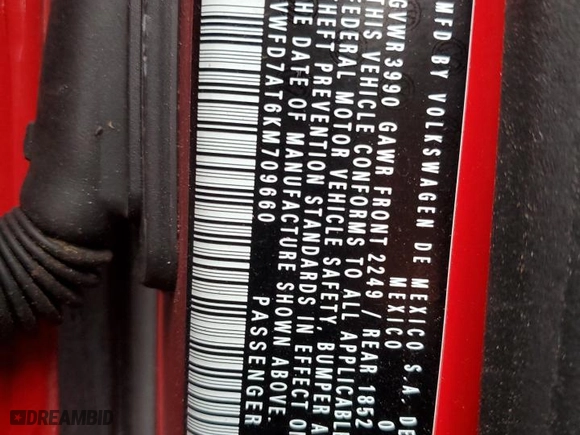 MFD BY VOLKSWAGEN DE MEXICO S.A. DE
MEXICO
GVWR 3990 GAWR FRONT 2249 / REAR 1852
THIS VEHICLE CONFORMS TO ALL APPLICABLE
FEDERAL MOTOR VEHICLE SAFETY, BUMPER A
THEFT PREVENTION STANDARDS IN EFFECT O
THE DATE OF MANUFACTURE SHOWN ABOVE.
VWFD7AT6KM709660 PASSENGER
DREAMBID